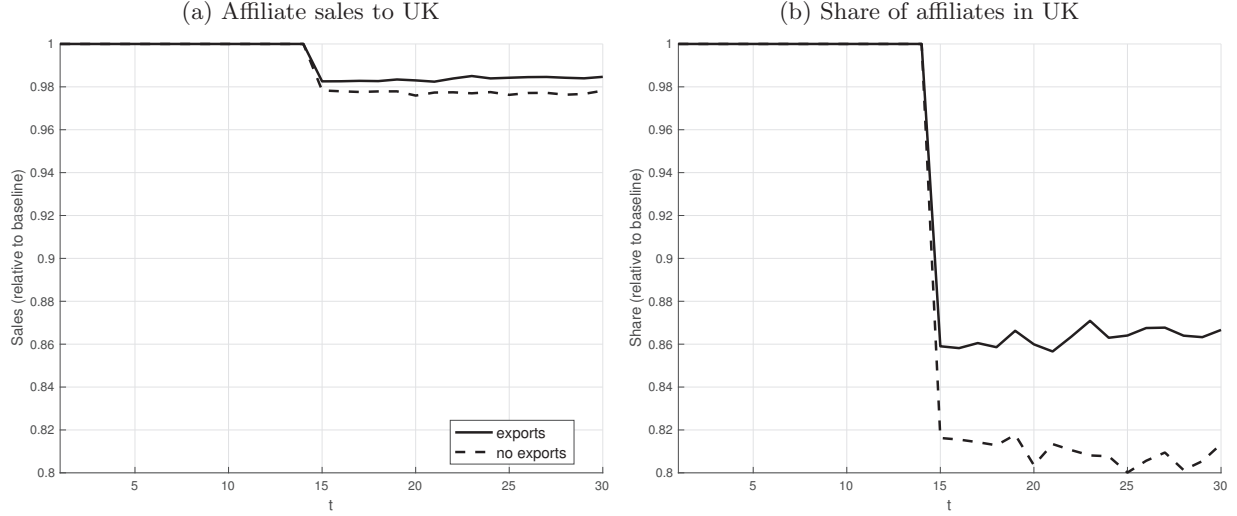 (a) Affiliate sales to UK
1
0.98
0.96
0.94
0.92
0.9
0.88
0.86
0.84
0.82
0.8
Sales (relative to baseline)
5 10 15 20 25 30
t
exports
no exports
(b) Share of affiliates in UK
1
0.98
0.96
0.94
0.92
0.9
0.88
0.86
0.84
0.82
0.8
Share (relative to baseline)
5 10 15 20 25 30
t